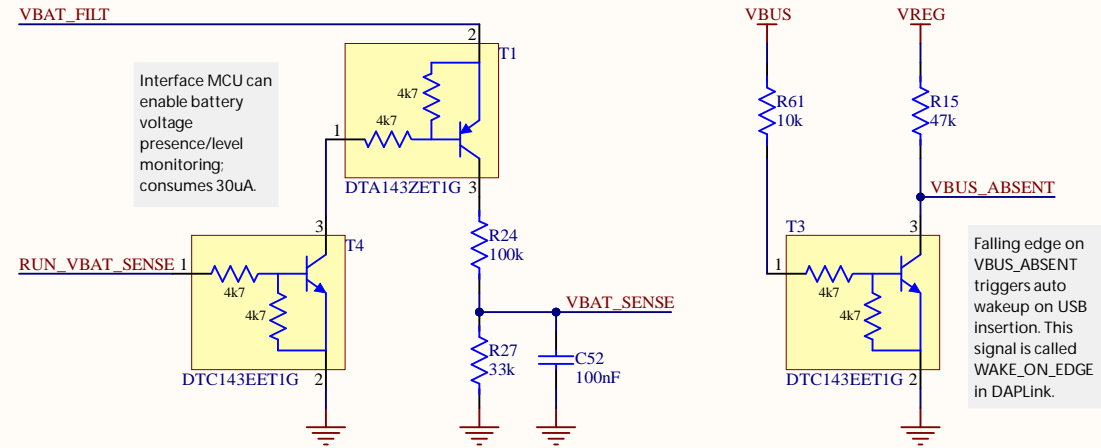 VBAT_FILT
2
T1
Interface MCU can
enable battery
voltage
presence/level
monitoring;
consumes 30uA.
4k7
4k7
1
DTA143ZET1G
3
R24
100k
3
T4
RUN_VBAT_SENSE
1
4k7
4k7
DTC143EET1G
2
VBAT_SENSE
R27
33k
C52
100nF
VBUS
VREG
R61
10k
R15
47k
VBUS_ABSENT
T3
3
1
4k7
4k7
DTC143EET1G
2
Falling edge on
VBUS_ABSENT
triggers auto
wakeup on USB
insertion. This
signal is called
WAKE_ON_EDGE
in DAPLink.